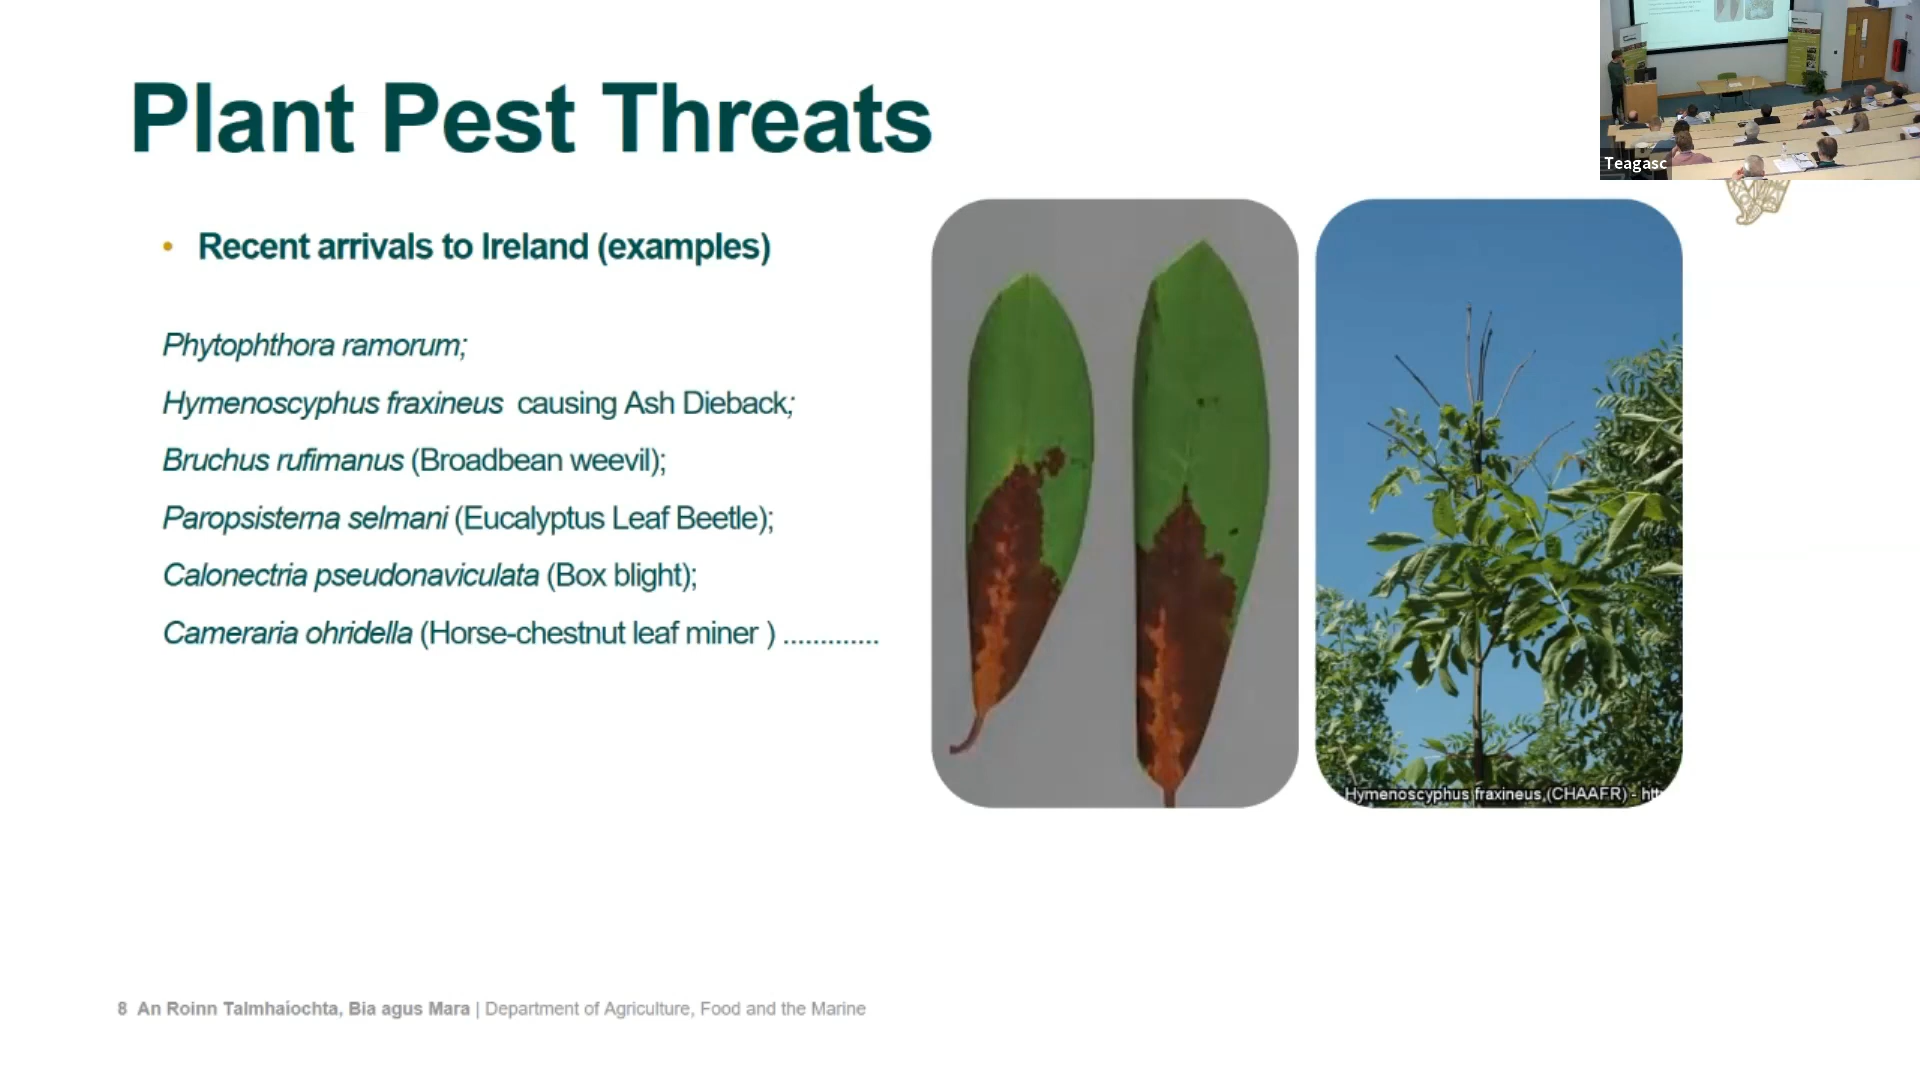 Plant Pest Threats
Teagasc
• Recent arrivals to Ireland (examples)
Phytophthora ramorum;
Hymenoscyphus fraxineus causing Ash Dieback;
Bruchus rufimanus (Broadbean weevil);
Paropsisterna selmani (Eucalyptus Leaf Beetle);
Calonectria pseudonaviculata (Box blight);
Cameraria ohridella (Horse-chestnut leaf miner ) .............
Hymenoscyphus fraxineus (CHAAFR) - htt
8 An Roinn Talmhaíochta, Bia agus Mara | Department of Agriculture, Food and the Marine